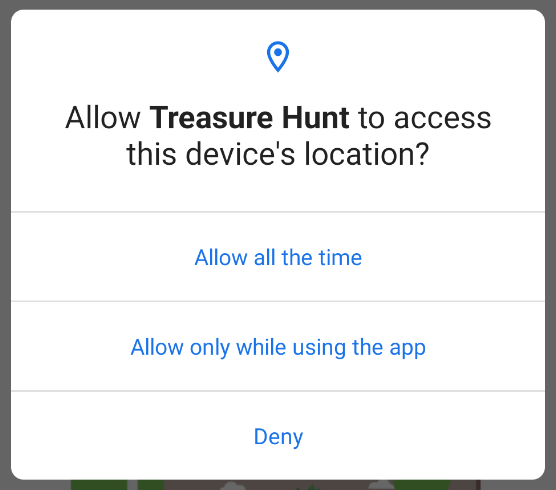 Allow Treasure Hunt to access
this device's location?
Allow all the time
Allow only while using the app
Deny